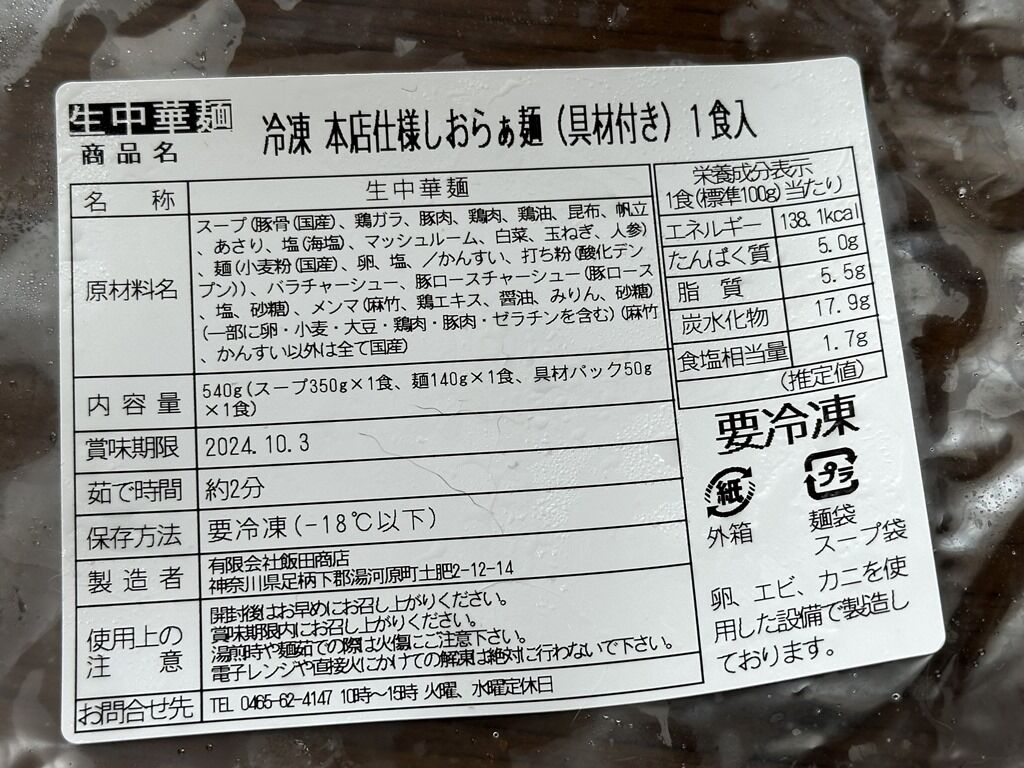 生中華麺
商品名
冷凍 本店仕様しおらぁ麺（具材付き）1食入
名称
生中華麺
原材料名
スープ（豚骨（国産）、鶏ガラ、豚肉、鶏肉、鶏油、昆布、帆立
、あさり、塩（海塩）、マッシュルーム、白菜、玉ねぎ、人参）
、麺（小麦粉（国産）、卵、塩、／かんすい、打ち粉（酸化デン
プン））、バラチャーシュー、豚ロースチャーシュー（豚ロース
、塩、砂糖）、メンマ（麻竹、鶏エキス、醤油、みりん、砂糖）
（一部に卵・小麦・大豆・鶏肉・豚肉・ゼラチンを含む）（麻竹
、かんすい以外は全て国産）
内容量
540g（スープ350g×1食、麺140g×1食、具材パック50g
×1食）
賞味期限
2024.10.3
茹で時間
約2分
保存方法
要冷凍（-18℃以下）
製造者
有限会社飯田商店
神奈川県足柄下郡湯河原町土肥2-12-14
使用上の
注意
開封後はお早めにお召し上がりください。
賞味期限内にお召し上がりください。
湯煎時や麺茹での際は火傷にご注意下さい。
電子レンジや直接火にかけての解凍は絶対に行わないで下さい。
お問合せ先
TEL 0465-62-4147 10時～15時 火曜、水曜定休日
栄養成分表示
1食（標準100g）当たり
エネルギー 138.1kcal
たんぱく質 5.0g
脂質 5.5g
炭水化物 17.9g
食塩相当量 1.7g
（推定値）
要冷凍
紙
外箱
プラ
麺袋
スープ袋
卵、エビ、カニを使
用した設備で製造し
ております。